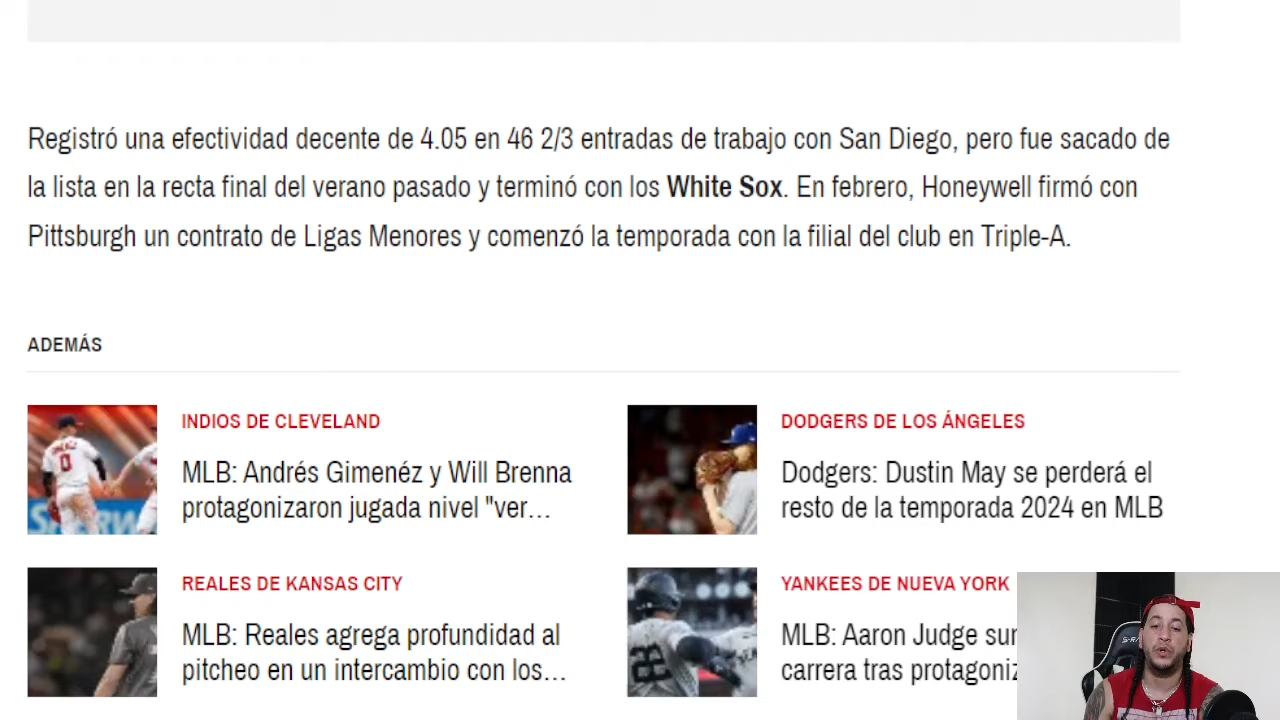 Registró una efectividad decente de 4.05 en 46 2/3 entradas de trabajo con San Diego, pero fue sacado de
la lista en la recta final del verano pasado y terminó con los White Sox. En febrero, Honeywell firmó con
Pittsburgh un contrato de Ligas Menores y comenzó la temporada con la filial del club en Triple-A.
ADEMÁS
INDIOS DE CLEVELAND
MLB: Andrés Gimenéz y Will Brenna
protagonizaron jugada nivel "ver...
DODGERS DE LOS ÁNGELES
Dodgers: Dustin May se perderá el
resto de la temporada 2024 en MLB
REALES DE KANSAS CITY
MLB: Reales agrega profundidad al
pitcheo en un intercambio con los...
YANKEES DE NUEVA YORK
MLB: Aaron Judge sur
carrera tras protagoniz